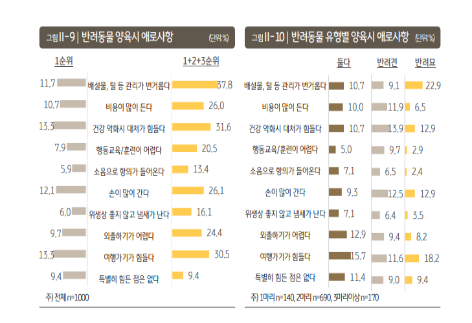 그림 II-9 | 반려동물 양육시 애로사항 (단위:%)
1순위 1+2+3순위
11.7 배설물, 털 등 관리가 번거롭다 37.8
10.7 비용이 많이 든다 26.0
13.3 건강 악화시 대처가 힘들다 31.6
7.9 행동교육/훈련이 어렵다 20.5
5.9 소음으로 항의가 들어온다 13.4
12.1 손이 많이 간다 26.1
6.0 위생상 좋지 않고 냄새가 난다 16.1
9.7 외출하기가 어렵다 24.4
13.3 여행가기가 힘들다 30.5
9.4 특별히 힘든 점은 없다 9.4
주) 전체 n=1000
그림 II-10 | 반려동물 유형별 양육시 애로사항 (단위:%)
둘다 반려견 반려묘
배설물, 털 등 관리가 번거롭다 10.7 9.1 22.9
비용이 많이 든다 10.0 11.9 6.5
건강 악화시 대처가 힘들다 10.7 13.9 12.9
행동교육/훈련이 어렵다 5.0 9.7 2.9
소음으로 항의가 들어온다 7.1 6.5 2.4
손이 많이 간다 9.3 12.5 12.9
위생상 좋지 않고 냄새가 난다 7.1 6.4 3.5
외출하기가 어렵다 12.9 9.4 8.2
여행가기가 힘들다 15.7 11.6 18.2
특별히 힘든 점은 없다 11.4 9.0 9.4
주) 1마리 n=140, 2마리 n=690, 3마리이상 n=170